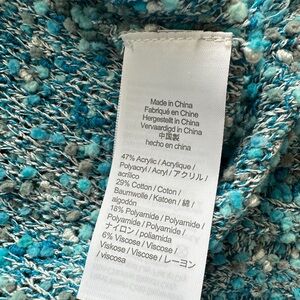 Made in China
Fabriqué en Chine
Hergestellt in China
Vervaardigd in China
中国製
hecho en china
47% Acrylic / Acrylique /
Polyacryl / Acryl / アクリル /
acrílico
29% Cotton / Coton /
Baumwolle / Katoen / 綿 /
algodón
18% Polyamide / Polyamide /
Polyamid / Polyamide /
ナイロン / poliamida
6% Viscose / Viscose /
Viskose / Viscose / レーヨン
/ viscosa